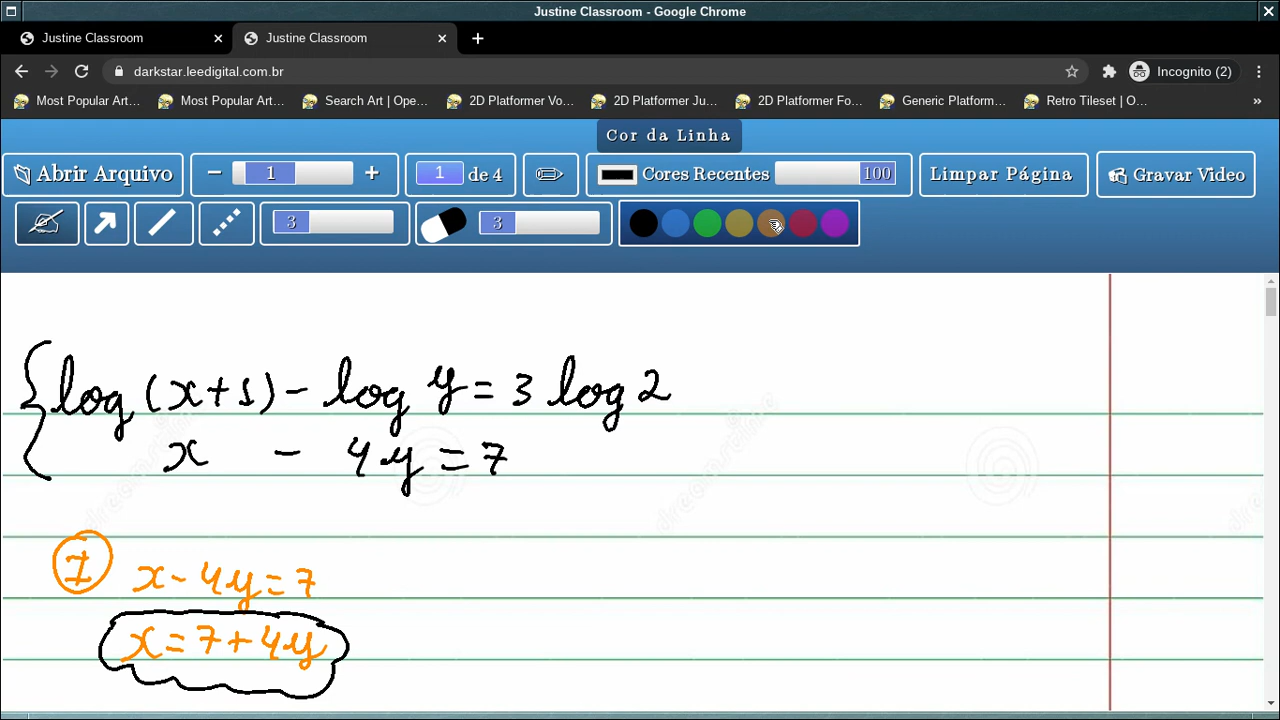 Justine Classroom - Google Chrome
Justine Classroom
Justine Classroom
darkstar.leedigital.com.br
Incognito (2)
Most Popular Art...
Most Popular Art...
Search Art | Ope...
2D Platformer Vo...
2D Platformer Ju...
2D Platformer Fo...
Generic Platform...
Retro Tileset | O...
»
Cor da Linha
Abrir Arquivo
− 1 +
1 de 4
Cores Recentes 100
Limpar Página
Gravar Video
3
3
log (x+1) - log y = 3 log 2
x - 4y = 7
I x - 4y = 7
x = 7 + 4y